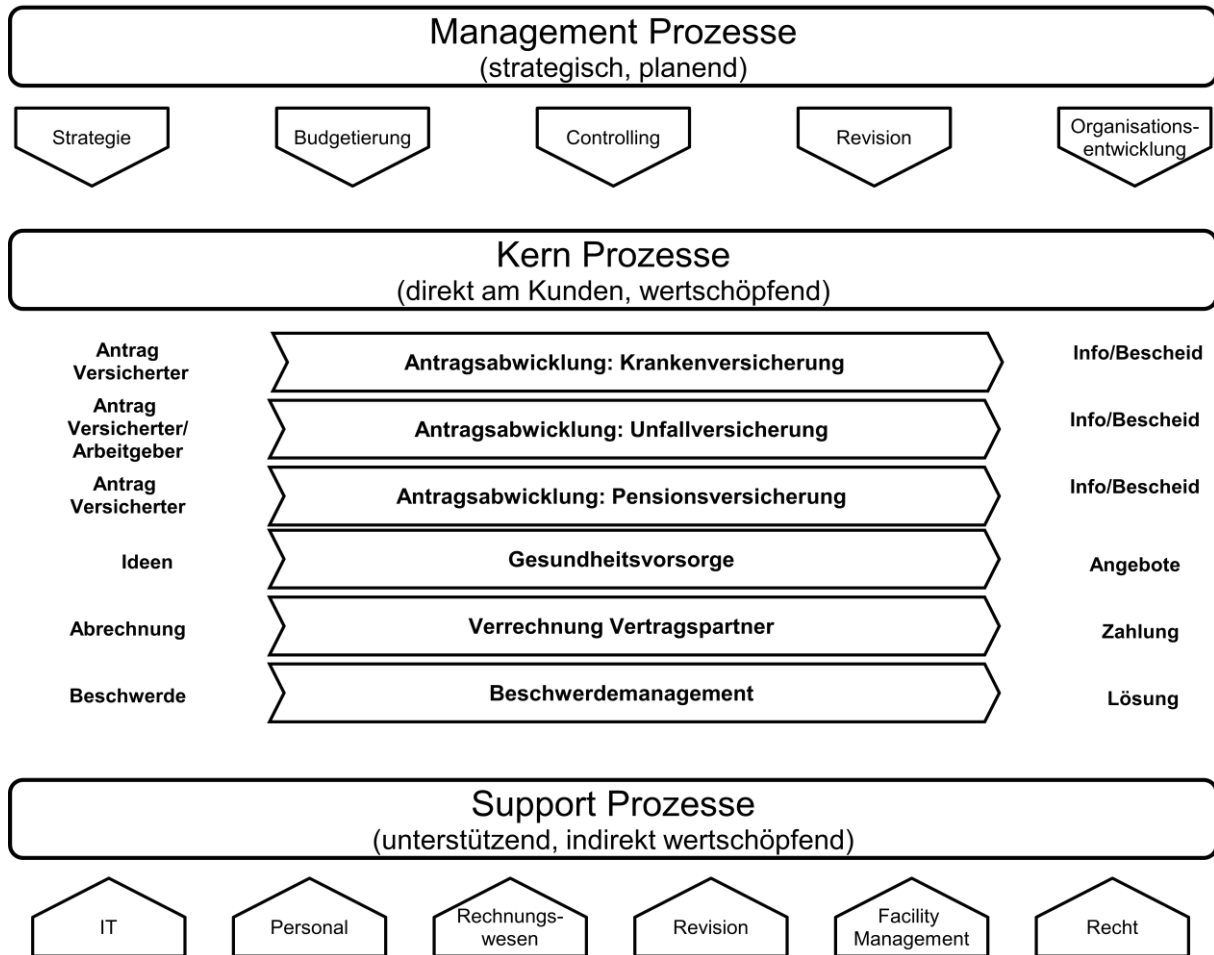 Management Prozesse
(strategisch, planend)
Strategie
Budgetierung
Controlling
Revision
Organisations-
entwicklung
Kern Prozesse
(direkt am Kunden, wertschöpfend)
Antrag
Versicherter
Antragsabwicklung: Krankenversicherung
Info/Bescheid
Antrag
Versicherter/
Arbeitgeber
Antragsabwicklung: Unfallversicherung
Info/Bescheid
Antrag
Versicherter
Antragsabwicklung: Pensionsversicherung
Info/Bescheid
Ideen
Gesundheitsvorsorge
Angebote
Abrechnung
Verrechnung Vertragspartner
Zahlung
Beschwerde
Beschwerdemanagement
Lösung
Support Prozesse
(unterstützend, indirekt wertschöpfend)
IT
Personal
Rechnungs-
wesen
Revision
Facility
Management
Recht